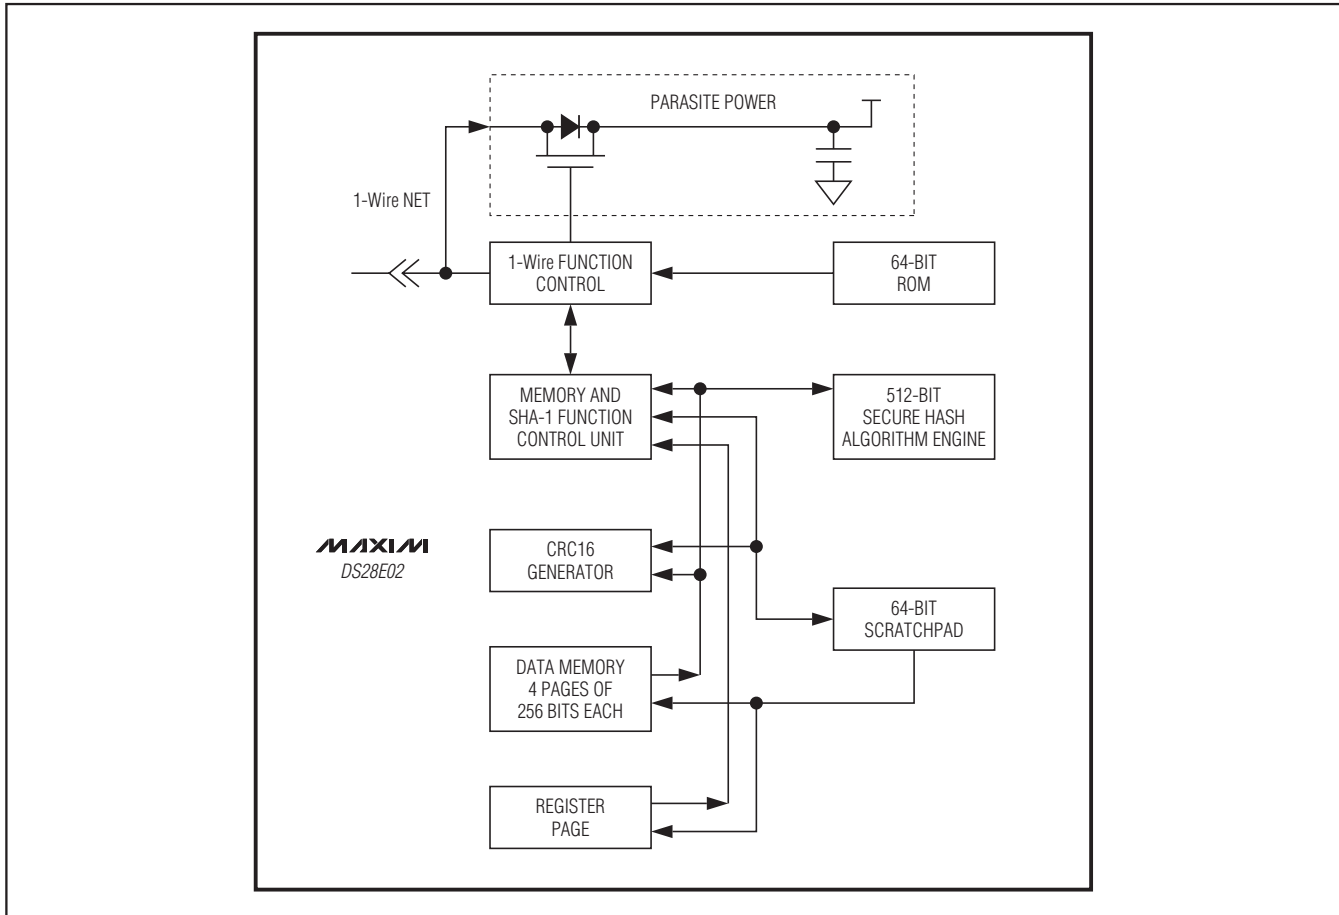 PARASITE POWER
1-Wire NET
1-Wire FUNCTION
CONTROL
64-BIT
ROM
MEMORY AND
SHA-1 FUNCTION
CONTROL UNIT
512-BIT
SECURE HASH
ALGORITHM ENGINE
MAXIM
DS28E02
CRC16
GENERATOR
64-BIT
SCRATCHPAD
DATA MEMORY
4 PAGES OF
256 BITS EACH
REGISTER
PAGE